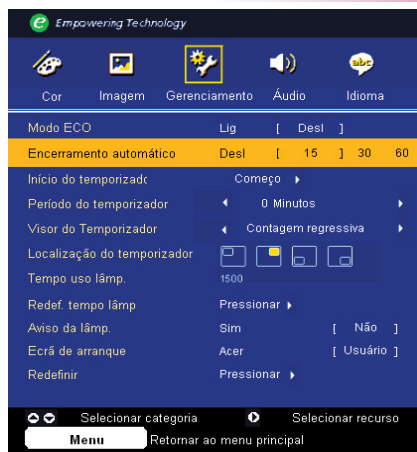 e Empowering Technology
Cor Imagem Gerenciamento Áudio abc Idioma
Modo ECO Lig [ Desl ]
Encerramento automático Desl [ 15 ] 30 60
Início do temporizadc Começo
Período do temporizador 0 Minutos
Visor do Temporizador Contagem regressiva
Localização do temporizador
Tempo uso lâmp. 1500
Redef. tempo lâmp Pressionar
Aviso da lâmp. Sim [ Não ]
Ecrã de arranque Acer [ Usuário ]
Redefinir Pressionar
Selecionar categoria Selecionar recurso
Menu Retornar ao menu principal